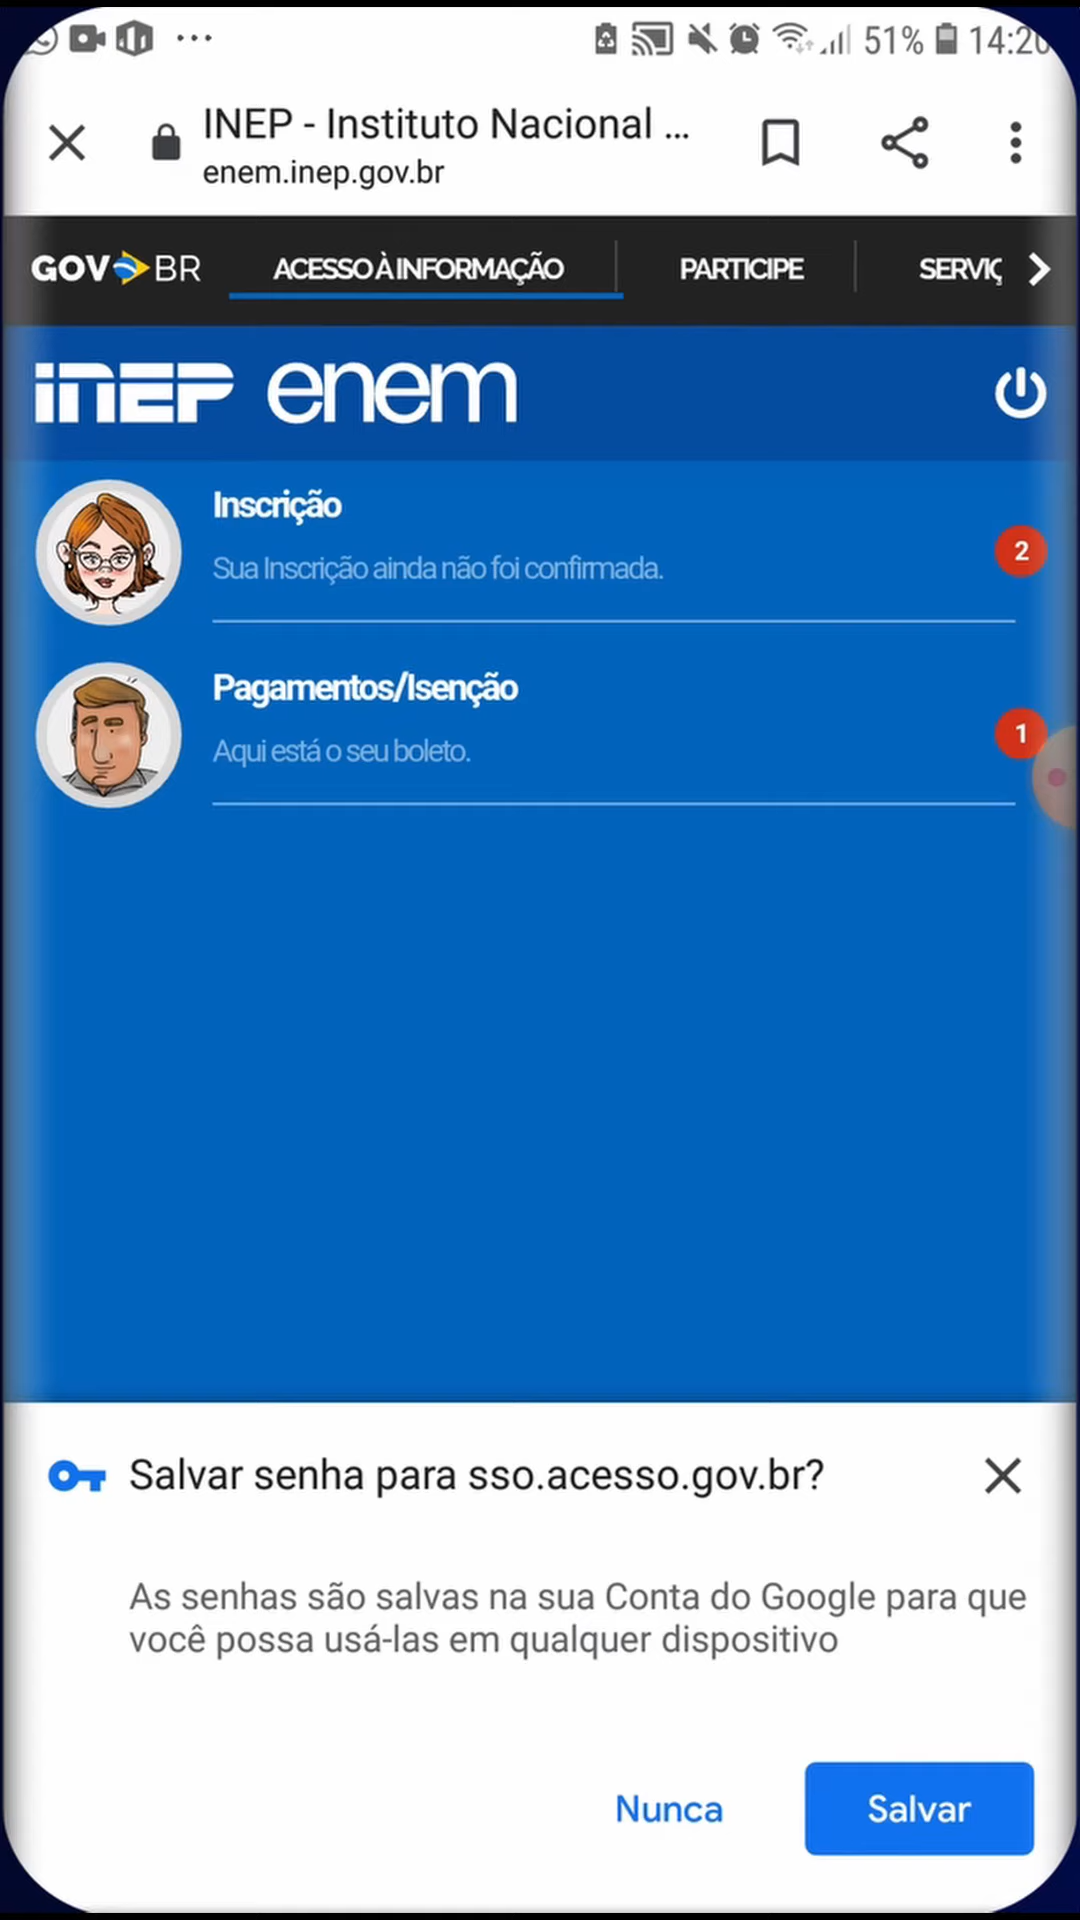 51%
INEP - Instituto Nacional ...
enem.inep.gov.br
GOV BR
ACESSO À INFORMAÇÃO
PARTICIPE
SERVIÇ
inep enem
Inscrição
Sua Inscrição ainda não foi confirmada.
2
Pagamentos/Isenção
Aqui está o seu boleto.
1
Salvar senha para sso.acesso.gov.br?
As senhas são salvas na sua Conta do Google para que
você possa usá-las em qualquer dispositivo
Nunca
Salvar